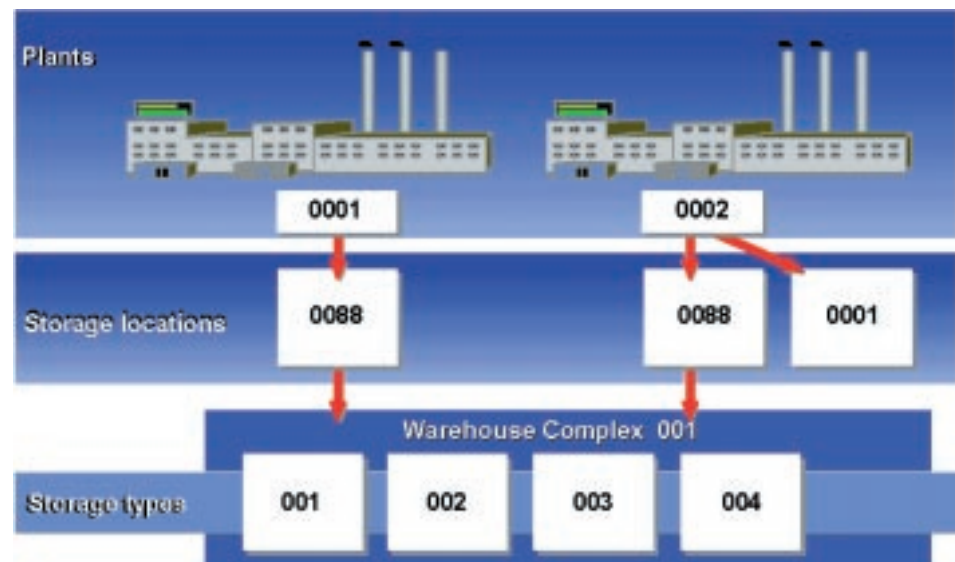 Plants
0001 0002
Storage locations 0088 0088 0001
Warehouse Complex 001
Storage types 001 002 003 004